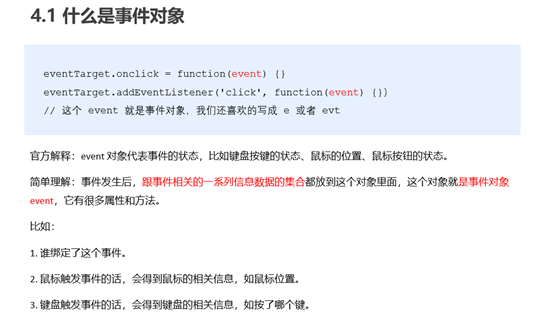 4.1 什么是事件对象
eventTarget.onclick = function(event) {}
eventTarget.addEventListener('click', function(event) {})
// 这个 event 就是事件对象，我们还喜欢的写成 e 或者 evt
官方解释：event 对象代表事件的状态，比如键盘按键的状态、鼠标的位置、鼠标按钮的状态。
简单理解：事件发生后，跟事件相关的一系列信息数据的集合都放到这个对象里面，这个对象就是事件对象
event，它有很多属性和方法。
比如：
1. 谁绑定了这个事件。
2. 鼠标触发事件的话，会得到鼠标的相关信息，如鼠标位置。
3. 键盘触发事件的话，会得到键盘的相关信息，如按了哪个键。